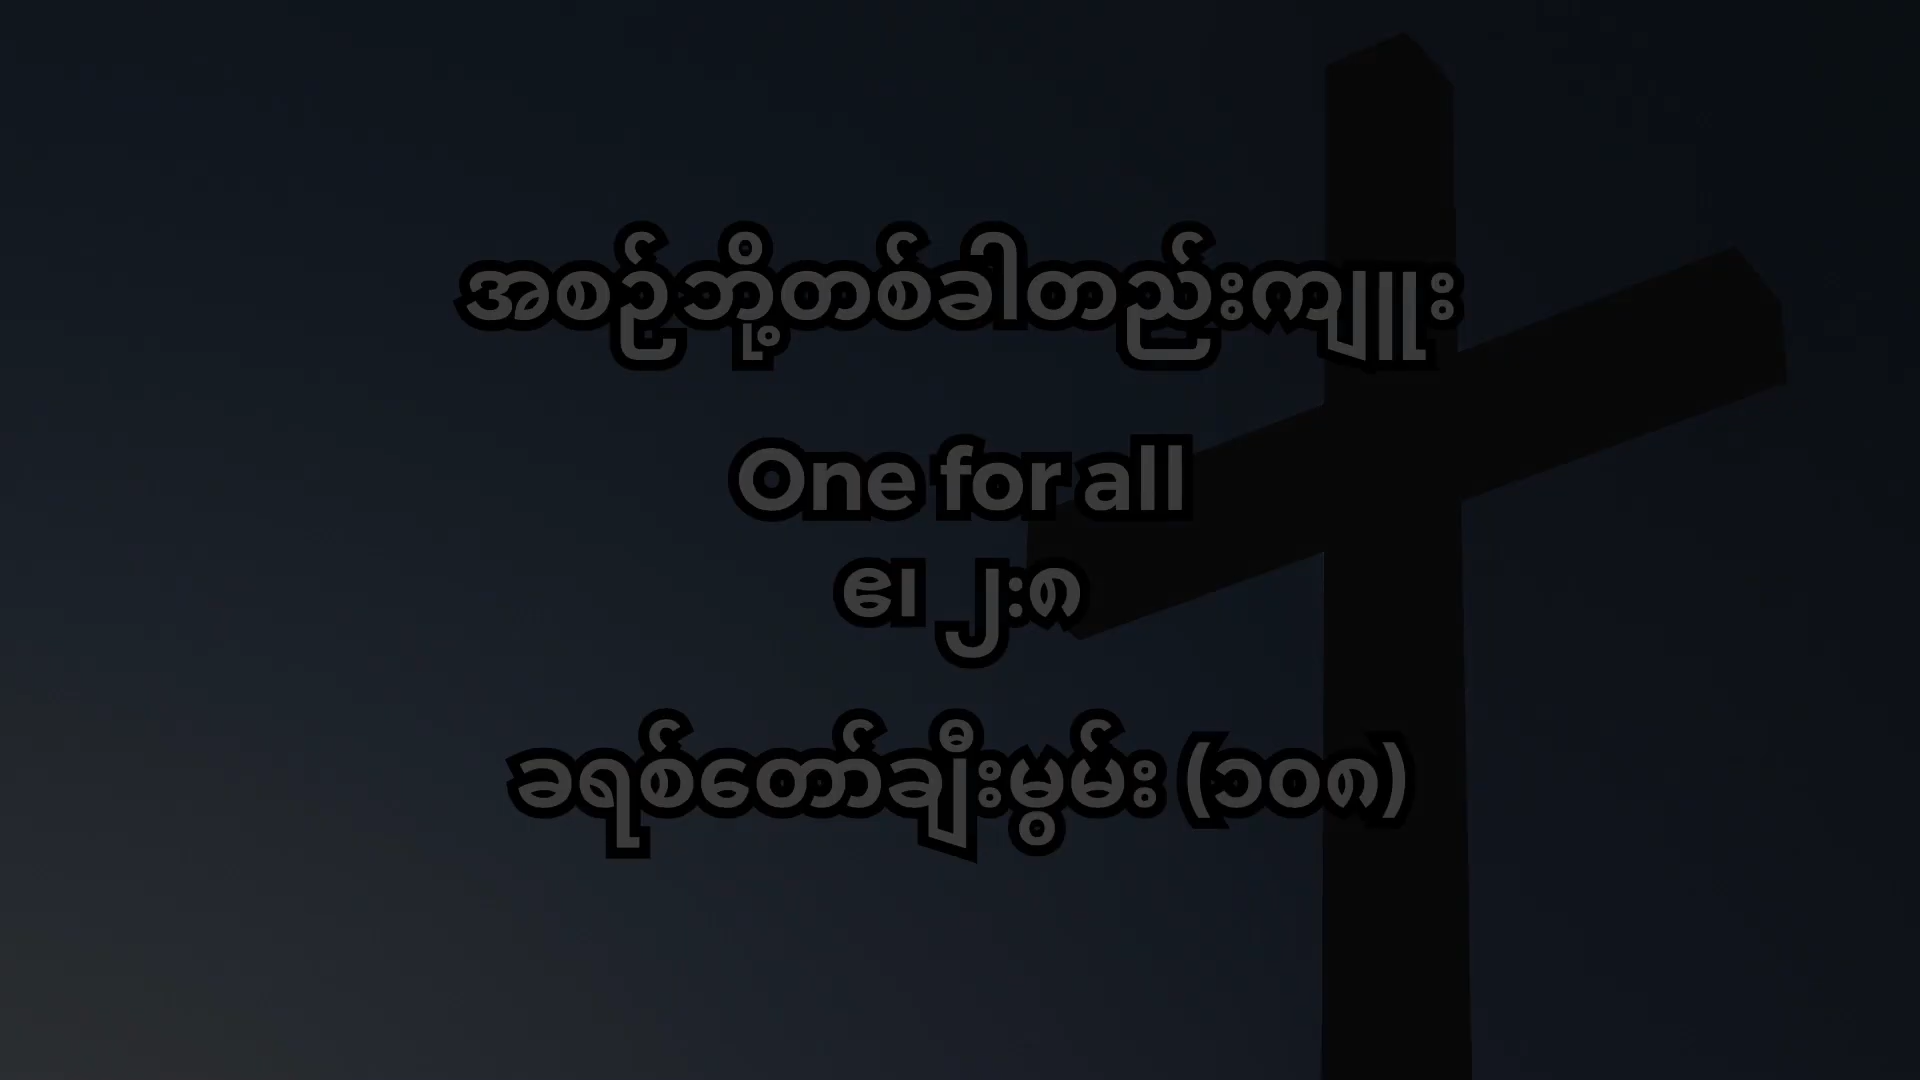 အစဉ်ဘို့တစ်ခါတည်းကျူး
One for all
ဧ၊ ၂း၈
ခရစ်တော်ချီးမွမ်း (၁၀၈)